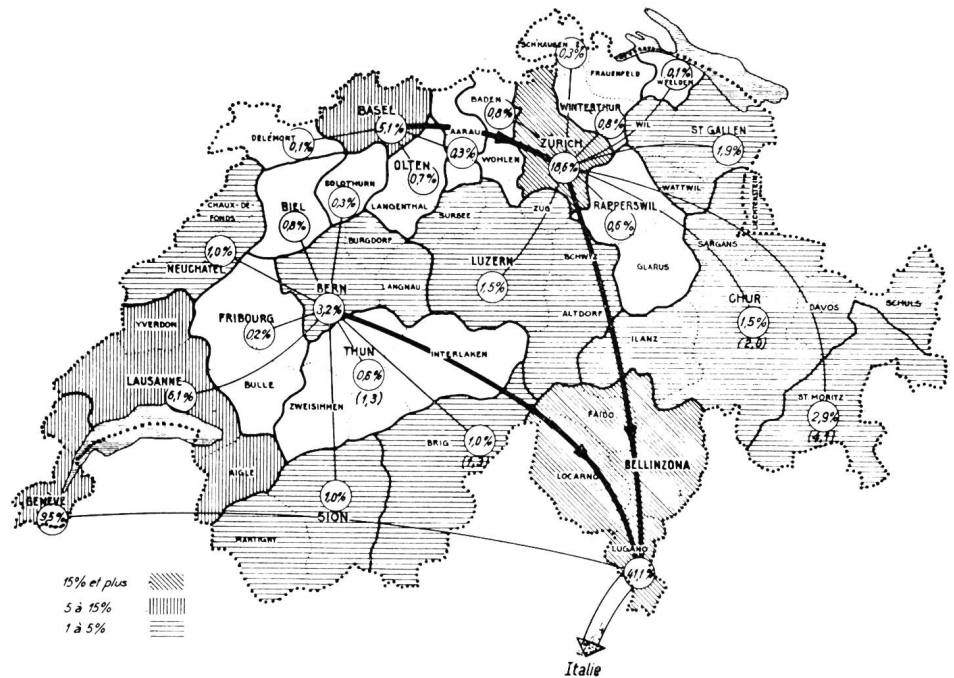 SCHHAUSEN
0,3%
FRAUENFELD
0,1%
WFELDEN
BASEL
5,1%
BADEN
0,8%
WINTERTHUR
0,8%
WIL
ST GALLEN
1,9%
DELÉMONT
0,1%
AARAU
0,3%
WOHLEN
ZÜRICH
18,6%
OLTEN
0,7%
SOLOTHURN
0,3%
LANGENTHAL
SURSEE
ZUG
RAPPERSWIL
0,6%
WATTWIL
LIECHTENSTEIN
CHAUX-DE-
FONDS
BIEL
0,8%
1,0%
NEUCHATEL
BURGDORF
LUZERN
1,5%
SCHWYZ
SARGANS
GLARUS
BERN
3,2%
LANGNAU
ALTDORF
CHUR
1,5%
(2,0)
DAVOS
SCHULS
YVERDON
FRIBOURG
0,2%
THUN
0,6%
(1,3)
INTERLAKEN
ILANZ
LAUSANNE
6,1%
BULLE
ZWEISIMMEN
ST MORITZ
2,9%
(4,1)
FAIDO
BRIG
1,0%
BELLINZONA
LOCARNO
AIGLE
GENÈVE
9,5%
1,0%
SION
MARTIGNY
LUGANO
41,1%
15% et plus
5 à 15%
1 à 5%
Italie